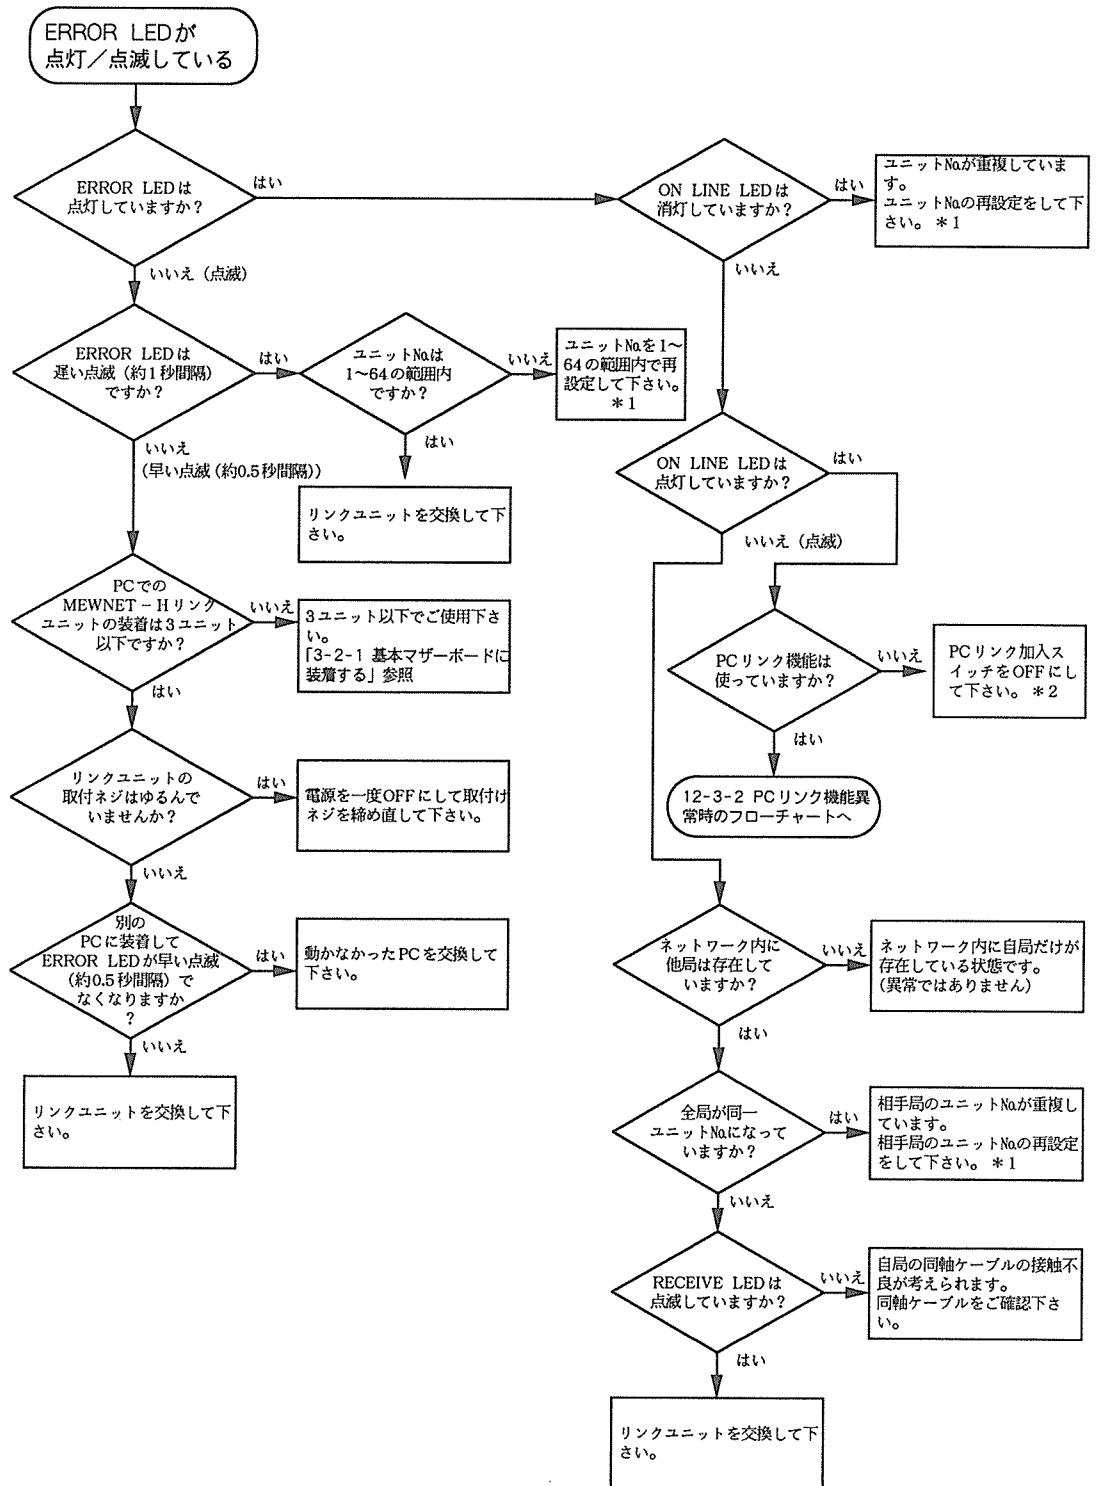 ERROR LEDが
点灯／点滅している
ERROR LEDは
点灯していますか？
はい
いいえ（点滅）
ON LINE LEDは
消灯していますか？
はい
ユニット№が重複していま
す。
ユニット№の再設定をして下
さい。＊1
いいえ
ERROR LEDは
遅い点滅（約1秒間隔）
ですか？
はい
ユニット№は
1～64の範囲内
ですか？
いいえ
ユニット№を1～
64の範囲内で再
設定して下さい。
＊1
はい
リンクユニットを交換して下
さい。
いいえ
（早い点滅（約0.5秒間隔））
ON LINE LEDは
点灯していますか？
はい
いいえ（点滅）
PCでの
MEWNET－Hリンク
ユニットの装着は3ユニット
以下ですか？
いいえ
3ユニット以下でご使用下さ
い。
「3-2-1 基本マザーボードに
装着する」参照
はい
PCリンク機能は
使っていますか？
いいえ
PCリンク加入ス
イッチをOFFにし
て下さい。＊2
はい
12-3-2 PCリンク機能異
常時のフローチャートへ
リンクユニットの
取付ネジはゆるんで
いませんか？
はい
電源を一度OFFにして取付け
ネジを締め直して下さい。
いいえ
別の
PCに装着して
ERROR LEDが早い点滅
（約0.5秒間隔）で
なくなりますか
？
はい
動かなかったPCを交換して
下さい。
いいえ
リンクユニットを交換して下
さい。
ネットワーク内に
他局は存在して
いますか？
いいえ
ネットワーク内に自局だけが
存在している状態です。
（異常ではありません）
はい
全局が同一
ユニット№になって
いますか？
はい
相手局のユニット№が重複し
ています。
相手局のユニット№の再設定
をして下さい。＊1
いいえ
RECEIVE LEDは
点滅していますか？
いいえ
自局の同軸ケーブルの接触不
良が考えられます。
同軸ケーブルをご確認下さ
い。
はい
リンクユニットを交換して下
さい。